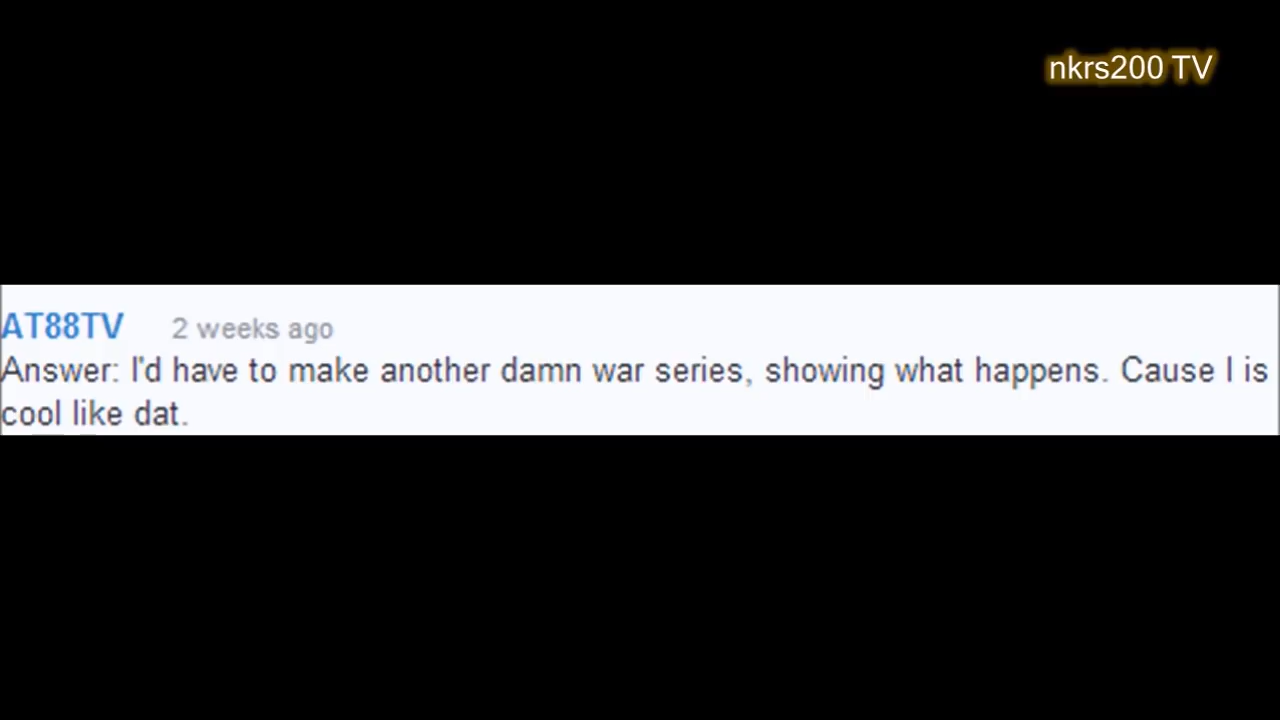 nkrs200 TV
AT88TV 2 weeks ago
Answer: I'd have to make another damn war series, showing what happens. Cause I is
cool like dat.